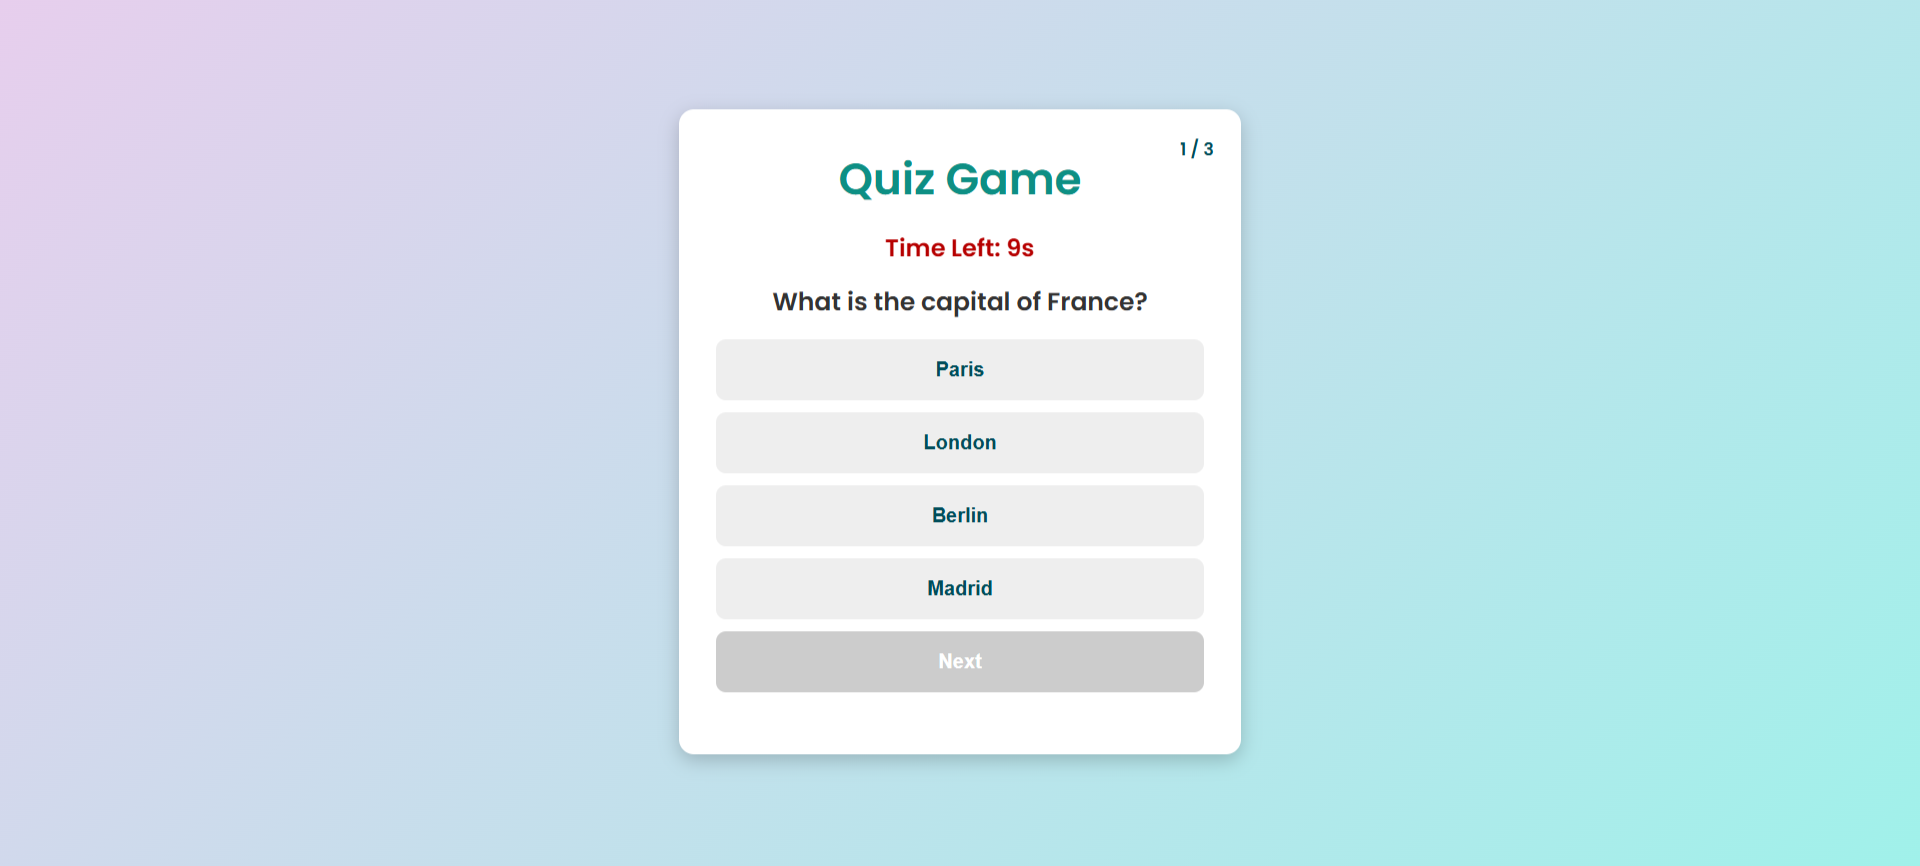 1 / 3
Quiz Game
Time Left: 9s
What is the capital of France?
Paris
London
Berlin
Madrid
Next